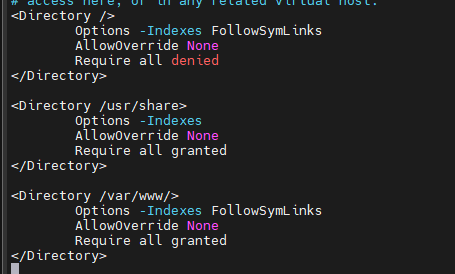 # access here, or in any related virtual host.
<Directory />
Options -Indexes FollowSymLinks
AllowOverride None
Require all denied
</Directory>
<Directory /usr/share>
Options -Indexes
AllowOverride None
Require all granted
</Directory>
<Directory /var/www/>
Options -Indexes FollowSymLinks
AllowOverride None
Require all granted
</Directory>